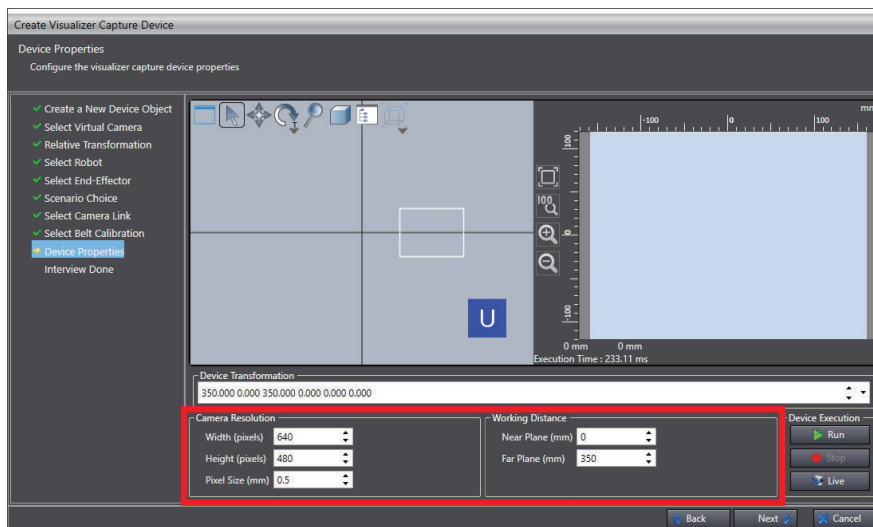 Create Visualizer Capture Device
Device Properties
Configure the visualizer capture device properties
Create a New Device Object
Select Virtual Camera
Relative Transformation
Select Robot
Select End-Effector
Scenario Choice
Select Camera Link
Select Belt Calibration
Device Properties
Interview Done
U
mm
-100 0 100
100
0
-100
100
0 mm 0 mm
Execution Time : 233.11 ms
Device Transformation
350.000 0.000 350.000 0.000 0.000 0.000
Camera Resolution
Width (pixels) 640
Height (pixels) 480
Pixel Size (mm) 0.5
Working Distance
Near Plane (mm) 0
Far Plane (mm) 350
Device Execution
Run
Stop
Live
Back Next Cancel